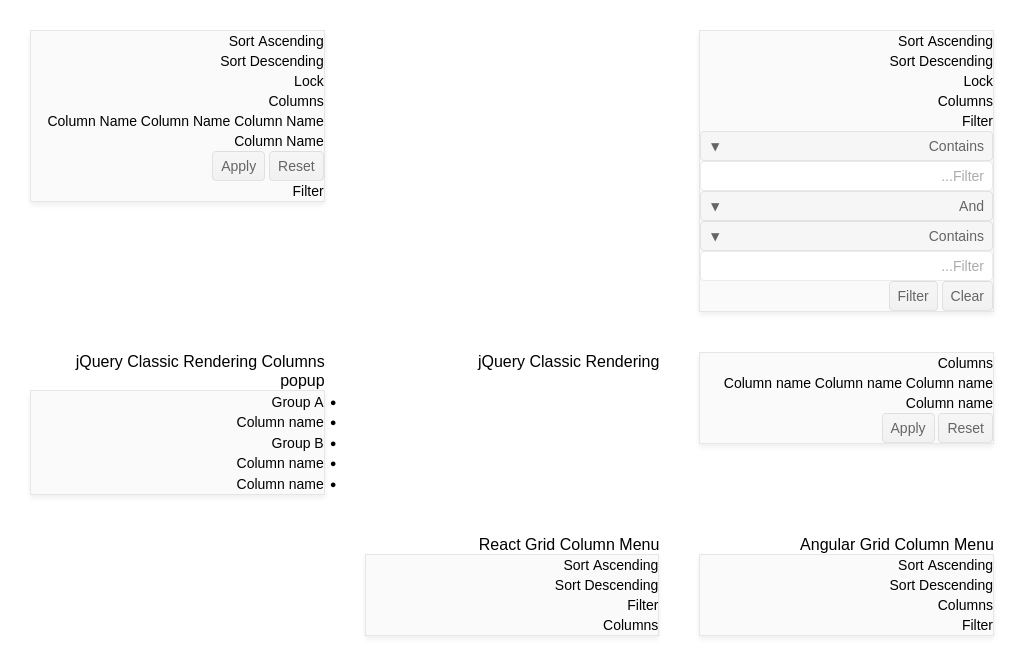 Sort Ascending
Sort Descending
Lock
Columns
Filter
Contains ▼
Filter...
And ▼
Contains ▼
Filter...
Clear Filter
Sort Ascending
Sort Descending
Lock
Columns
Column Name Column Name Column Name
Column Name
Reset Apply
Filter
Columns
Column name Column name Column name
Column name
Reset Apply
jQuery Classic Rendering
jQuery Classic Rendering Columns
popup
• Group A
• Column name
• Group B
• Column name
• Column name
Angular Grid Column Menu
Sort Ascending
Sort Descending
Columns
Filter
React Grid Column Menu
Sort Ascending
Sort Descending
Filter
Columns